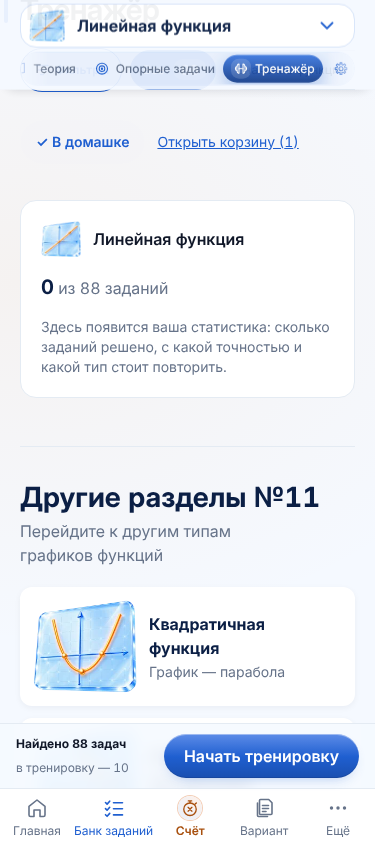 Тренажёр
Линейная функция
Теория
Опорные задачи
Тренажёр
✓ В домашке
Открыть корзину (1)
Линейная функция
0 из 88 заданий
Здесь появится ваша статистика: сколько
заданий решено, с какой точностью и
какой тип стоит повторить.
Другие разделы №11
Перейдите к другим типам
графиков функций
Квадратичная
функция
График — парабола
Найдено 88 задач
в тренировку — 10
Начать тренировку
Главная
Банк заданий
Счёт
Вариант
Ещё